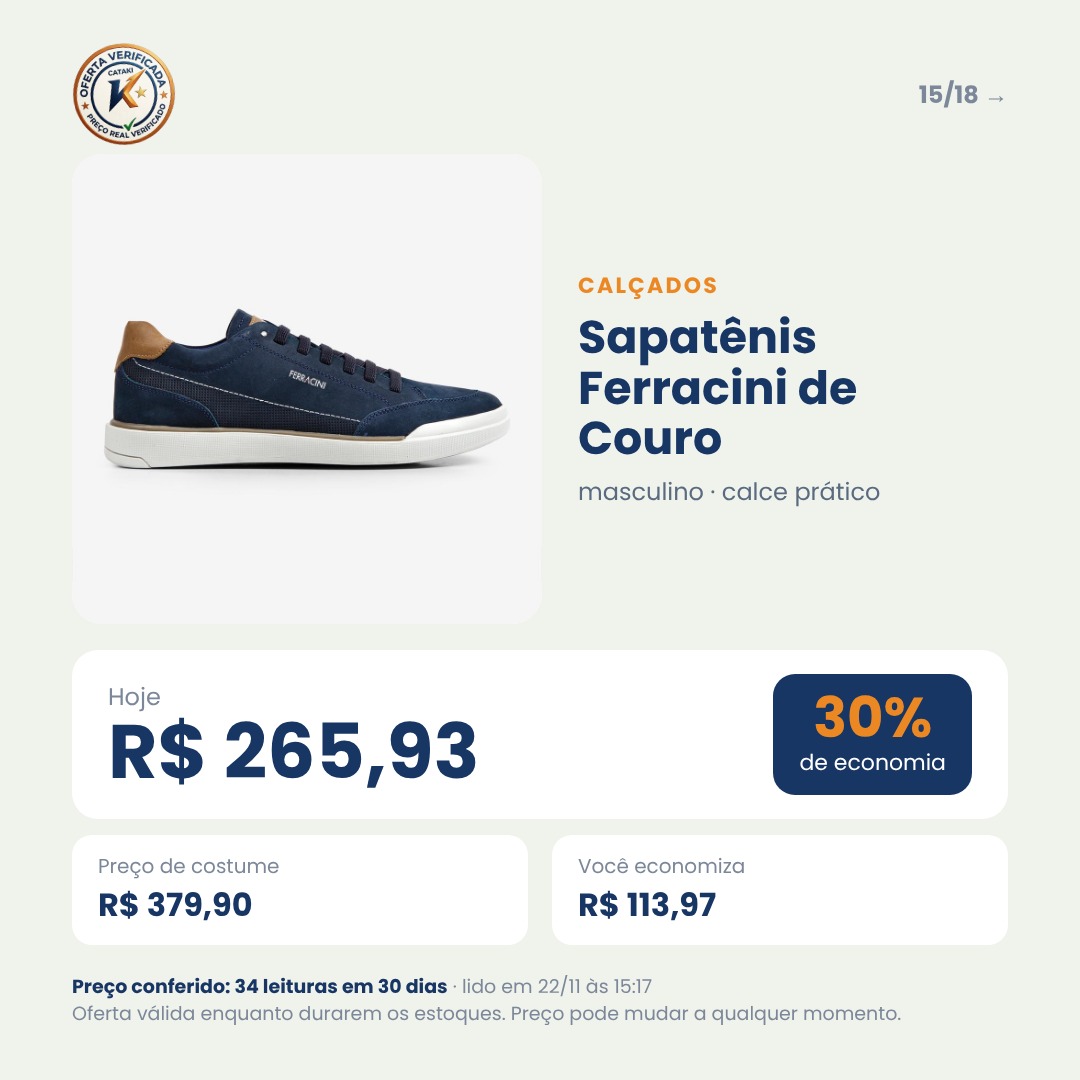 OFERTA VERIFICADA
CATAKI
K
PREÇO REAL VERIFICADO
15/18 →
FERRACINI
CALÇADOS
Sapatênis
Ferracini de
Couro
masculino · calce prático
Hoje
R$ 265,93
30%
de economia
Preço de costume
R$ 379,90
Você economiza
R$ 113,97
Preço conferido: 34 leituras em 30 dias · lido em 22/11 às 15:17
Oferta válida enquanto durarem os estoques. Preço pode mudar a qualquer momento.